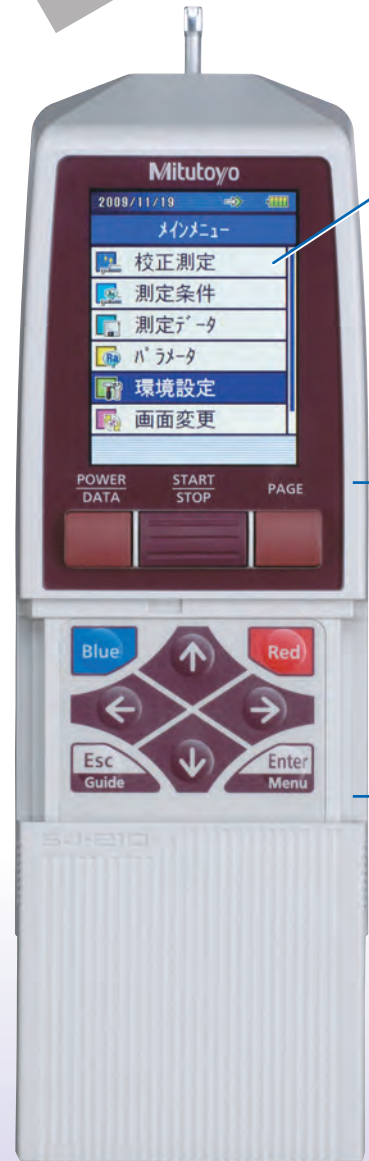 Mitutoyo
2009/11/19
メインメニュー
校正測定
測定条件
測定データ
Ra パラメータ
環境設定
画面変更
POWER
DATA
START
STOP
PAGE
Blue
Red
Esc
Guide
Enter
Menu
SJ-210